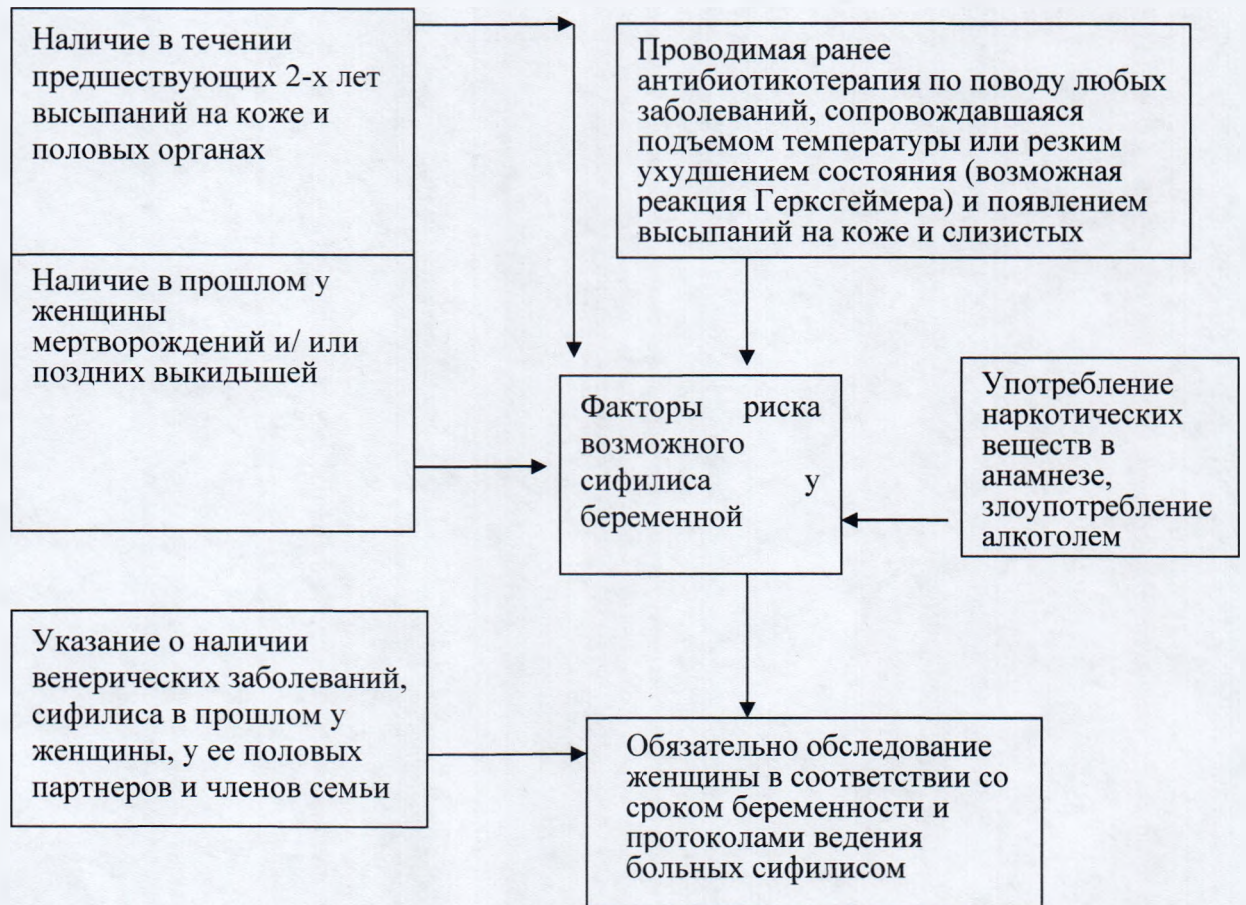 Наличие в течении
предшествующих 2-х лет
высыпаний на коже и
половых органах
Проводимая ранее
антибиотикотерапия по поводу любых
заболеваний, сопровождавшаяся
подъемом температуры или резким
ухудшением состояния (возможная
реакция Герксгеймера) и появлением
высыпаний на коже и слизистых
Наличие в прошлом у
женщины
мертворождений и/ или
поздних выкидышей
Факторы риска
возможного
сифилиса у
беременной
Употребление
наркотических
веществ в
анамнезе,
злоупотребление
алкоголем
Указание о наличии
венерических заболеваний,
сифилиса в прошлом у
женщины, у ее половых
партнеров и членов семьи
Обязательно обследование
женщины в соответствии со
сроком беременности и
протоколами ведения
больных сифилисом